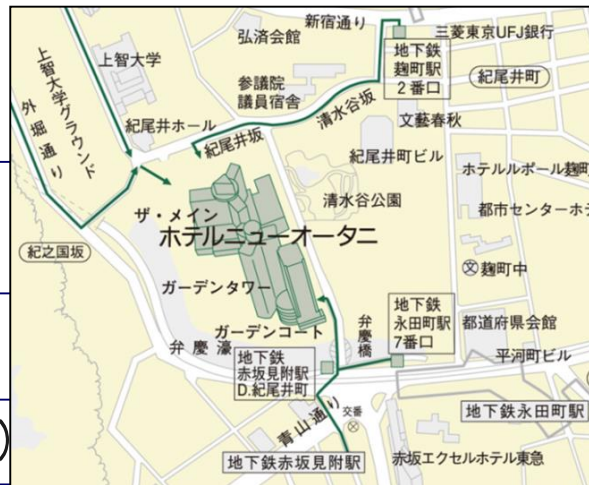 新宿通り
三菱東京UFJ銀行
弘済会館
地下鉄
麹町駅
2番口
上智大学
紀尾井町
参議院
議員宿舎
清水谷坂
上智大学グラウンド
外堀通り
紀尾井ホール
紀尾井坂
文藝春秋
紀尾井町ビル
ホテルルポール麹町
清水谷公園
都市センターホテ
ザ・メイン
ホテルニューオータニ
紀之国坂
文
麹町中
ガーデンタワー
地下鉄
永田町駅
7番口
都道府県会館
ガーデンコート
弁慶橋
弁慶濠
平河町ビル
地下鉄
赤坂見附駅
D.紀尾井町
青山通り
交番
地下鉄永田町駅
地下鉄赤坂見附駅
赤坂エクセルホテル東急